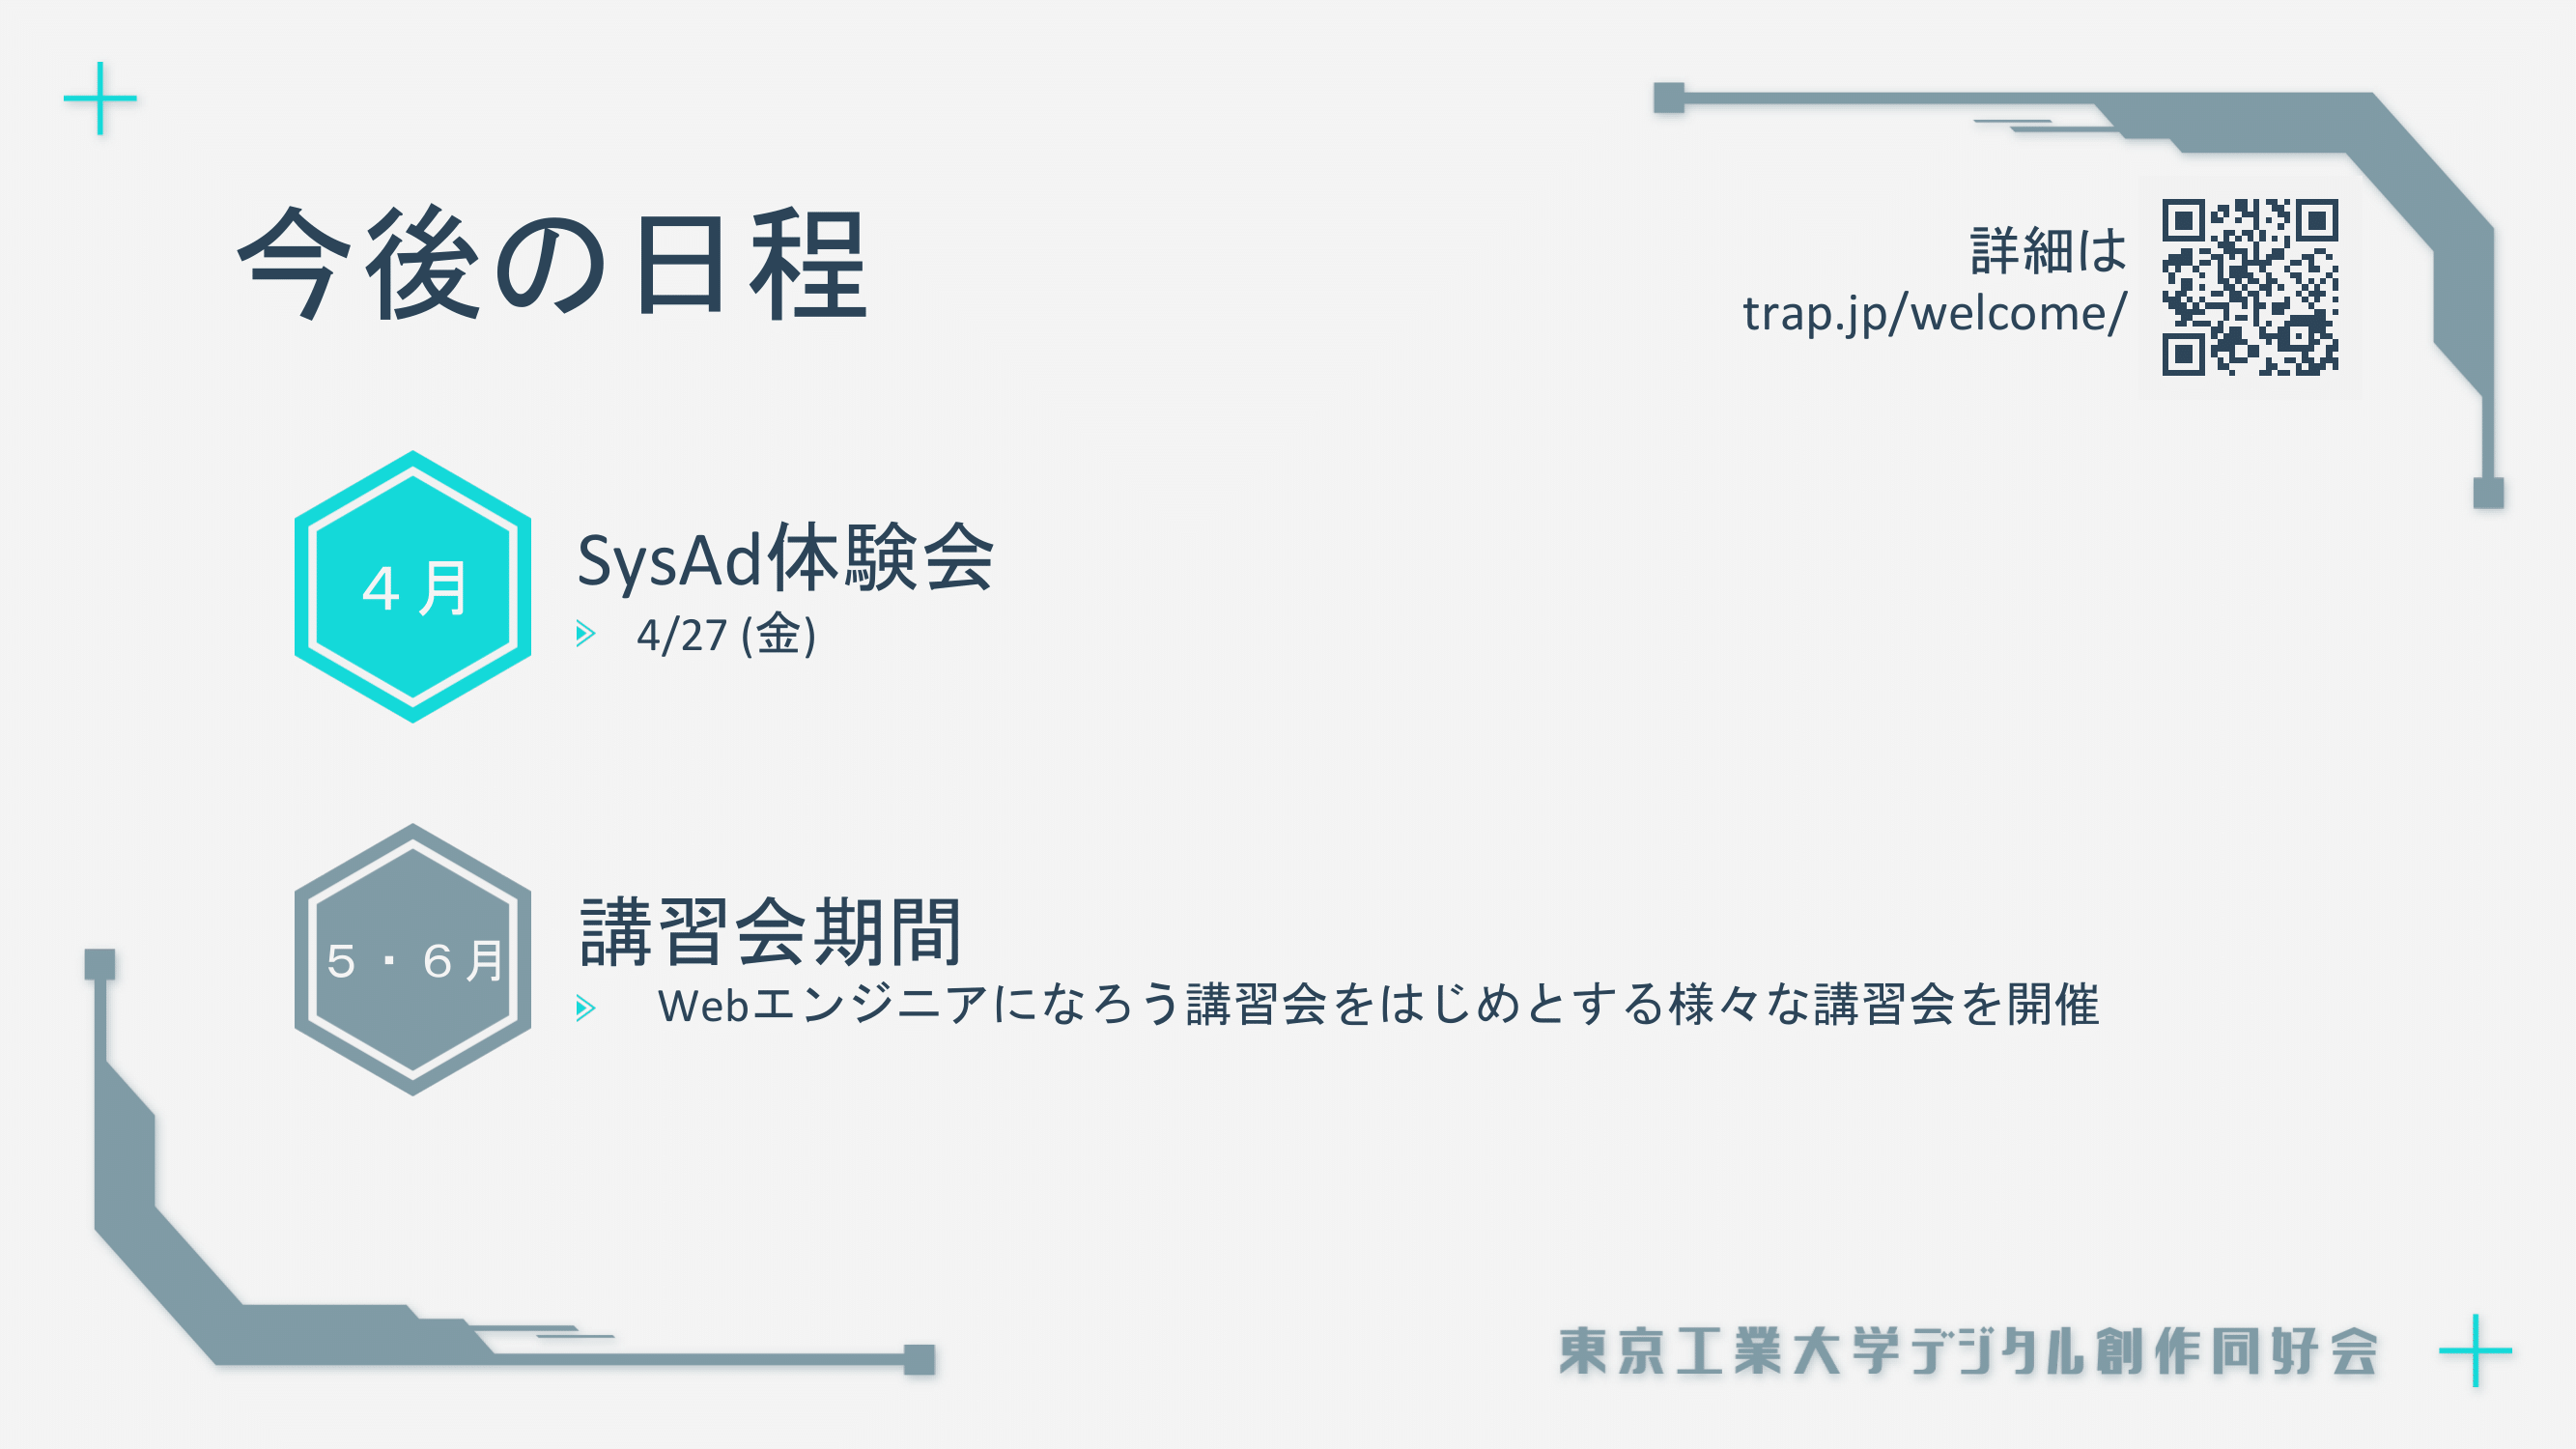 今後の日程
詳細は
trap.jp/welcome/
４月
SysAd体験会
4/27 (金)
５・６月
講習会期間
Webエンジニアになろう講習会をはじめとする様々な講習会を開催
東京工業大学デジタル創作同好会